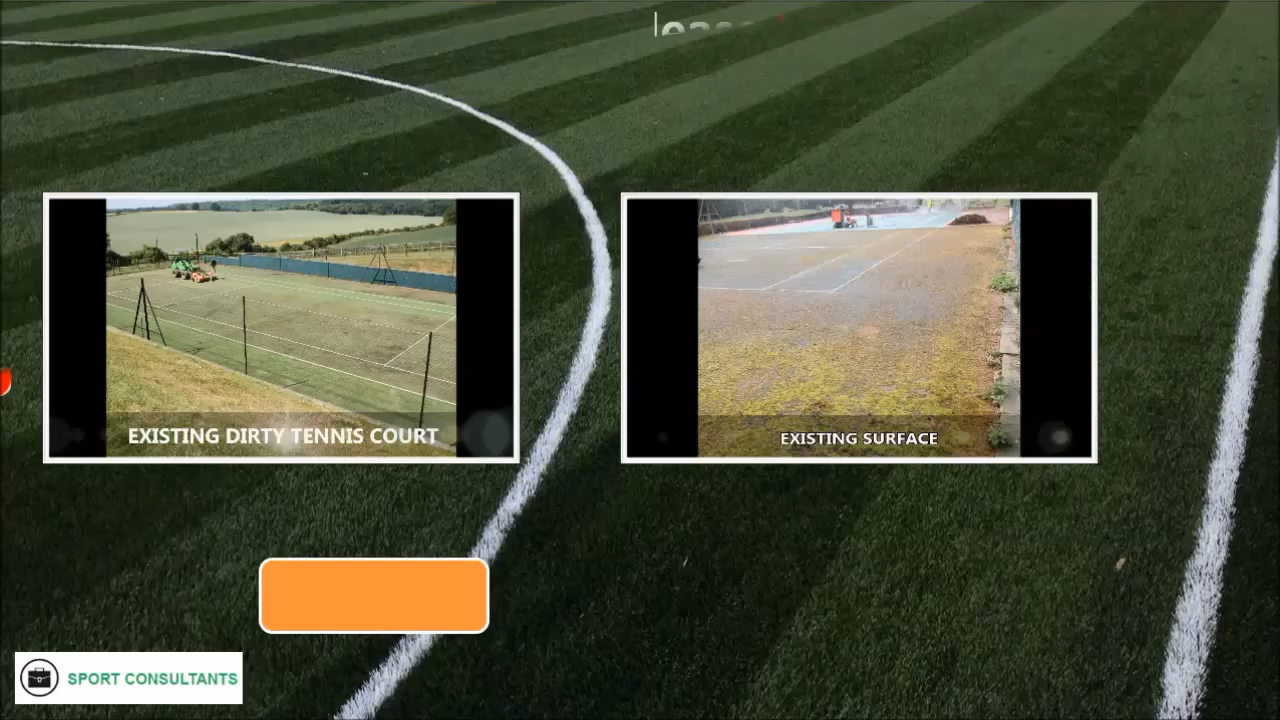 EXISTING DIRTY TENNIS COURT
EXISTING SURFACE
SPORT CONSULTANTS